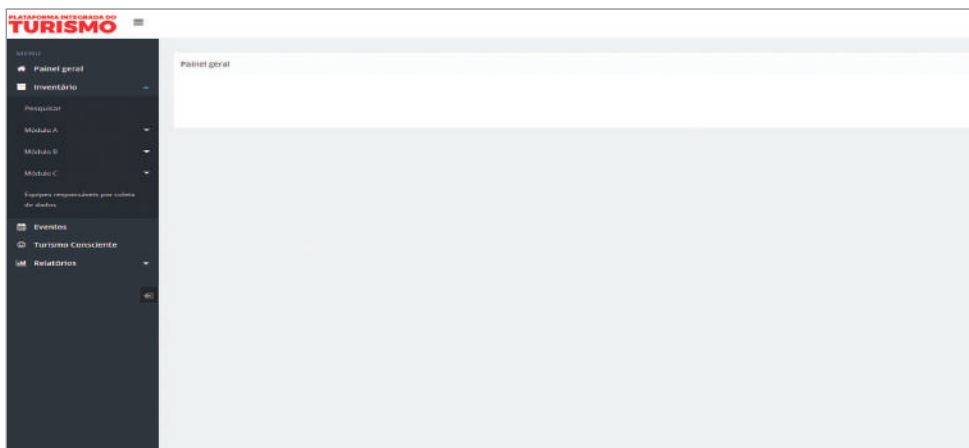 PLATAFORMA INTEGRADA DO
TURISMO
MENU
Painel geral
Inventário
Pesquisar
Módulo A
Módulo B
Módulo C
Equipes responsáveis por coleta
de dados
Eventos
Turismo Consciente
Relatórios
Painel geral